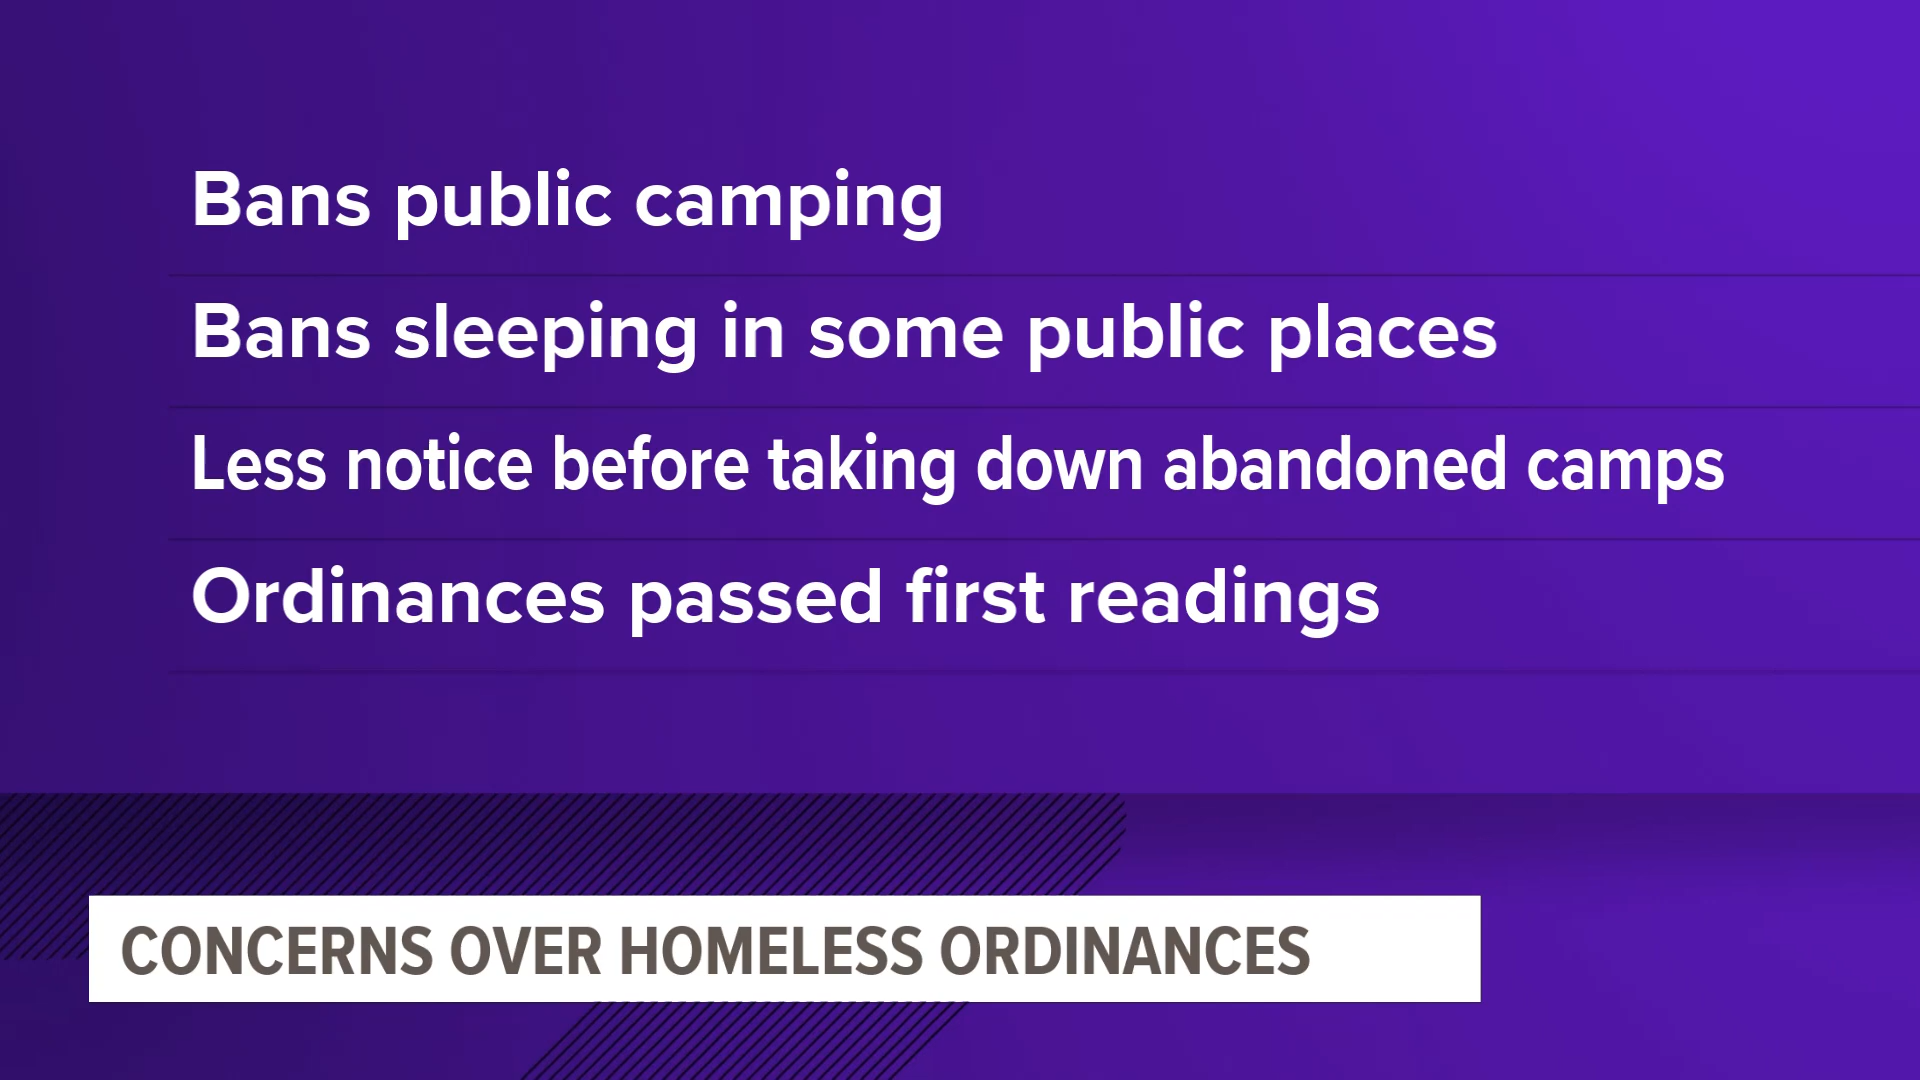 Bans public camping
Bans sleeping in some public places
Less notice before taking down abandoned camps
Ordinances passed first readings
CONCERNS OVER HOMELESS ORDINANCES